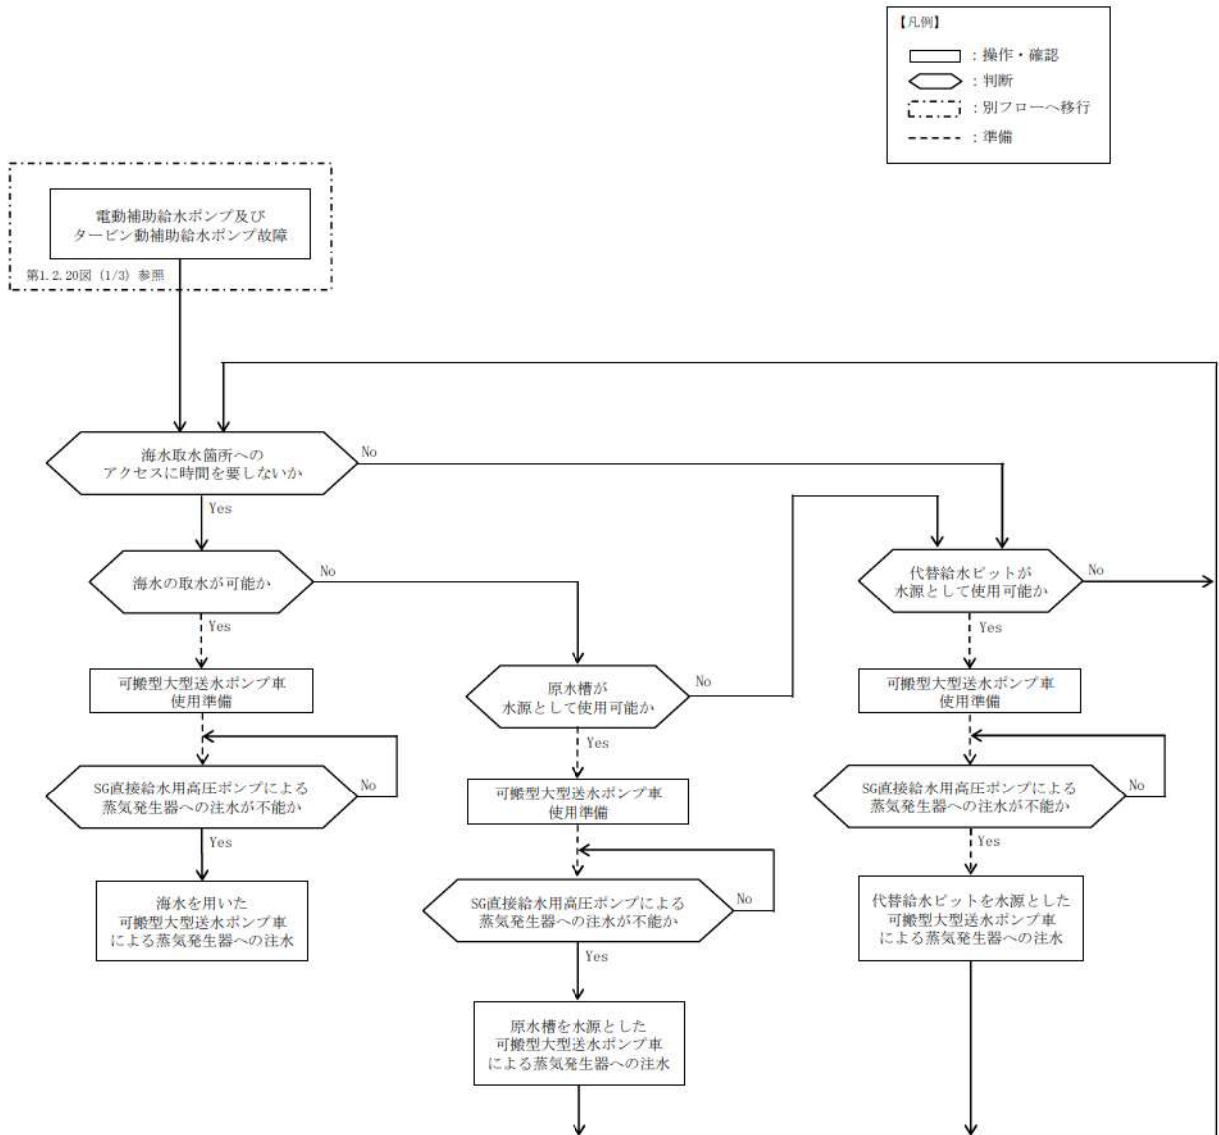 【凡例】
：操作・確認
：判断
：別フローへ移行
：準備
電動補助給水ポンプ及び
タービン動補助給水ポンプ故障
第1.2.20図 (1/3) 参照
海水取水箇所への
アクセスに時間を要しないか
No
Yes
海水の取水が可能か
No
Yes
代替給水ピットが
水源として使用可能か
No
Yes
可搬型大型送水ポンプ車
使用準備
原水槽が
水源として使用可能か
No
Yes
可搬型大型送水ポンプ車
使用準備
SG直接給水用高圧ポンプによる
蒸気発生器への注水が不能か
No
Yes
可搬型大型送水ポンプ車
使用準備
SG直接給水用高圧ポンプによる
蒸気発生器への注水が不能か
No
Yes
海水を用いた
可搬型大型送水ポンプ車
による蒸気発生器への注水
SG直接給水用高圧ポンプによる
蒸気発生器への注水が不能か
No
Yes
代替給水ピットを水源とした
可搬型大型送水ポンプ車
による蒸気発生器への注水
原水槽を水源とした
可搬型大型送水ポンプ車
による蒸気発生器への注水